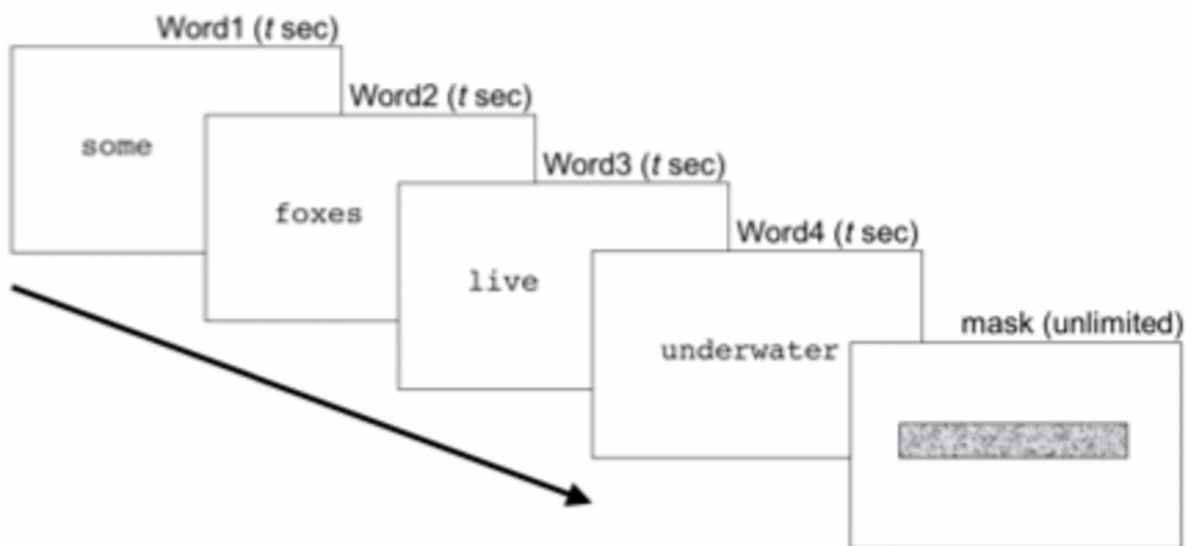 Word1 (t sec)
some
Word2 (t sec)
foxes
Word3 (t sec)
live
Word4 (t sec)
underwater
mask (unlimited)